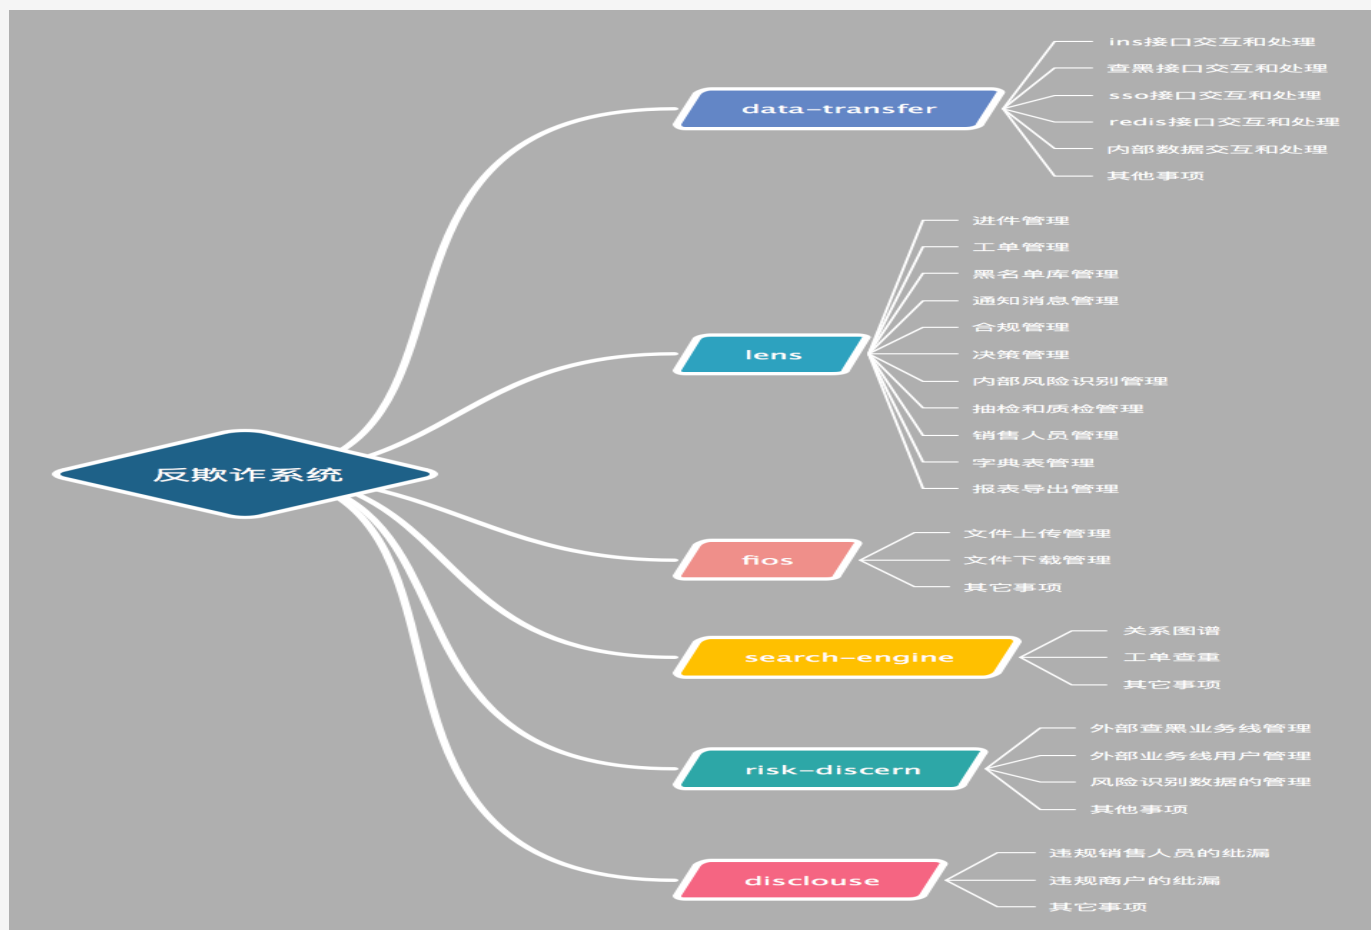 反欺诈系统
data-transfer
ins接口交互和处理
查黑接口交互和处理
sso接口交互和处理
redis接口交互和处理
内部数据交互和处理
其他事项
lens
进件管理
工单管理
黑名单库管理
通知消息管理
合规管理
决策管理
内部风险识别管理
抽检和质检管理
销售人员管理
字典表管理
报表导出管理
fios
文件上传管理
文件下载管理
其它事项
search-engine
关系图谱
工单查重
其它事项
risk-discern
外部查黑业务线管理
外部业务线用户管理
风险识别数据的管理
其他事项
disclouse
违规销售人员的纰漏
违规商户的纰漏
其它事项